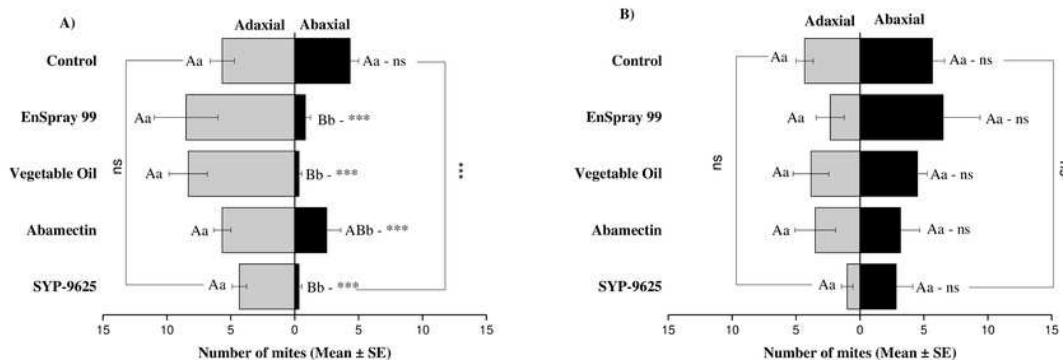 A)
Adaxial Abaxial
Control Aa Aa - ns
EnSpray 99 Aa Bb - ***
Vegetable Oil Aa Bb - ***
Abamectin Aa ABb - ***
SYP-9625 Aa Bb - ***
ns
***
15 10 5 0 5 10 15
Number of mites (Mean ± SE)
B)
Adaxial Abaxial
Control Aa Aa - ns
EnSpray 99 Aa Aa - ns
Vegetable Oil Aa Aa - ns
Abamectin Aa Aa - ns
SYP-9625 Aa Aa - ns
ns
15 10 5 0 5 10 15
Number of mites (Mean ± SE)